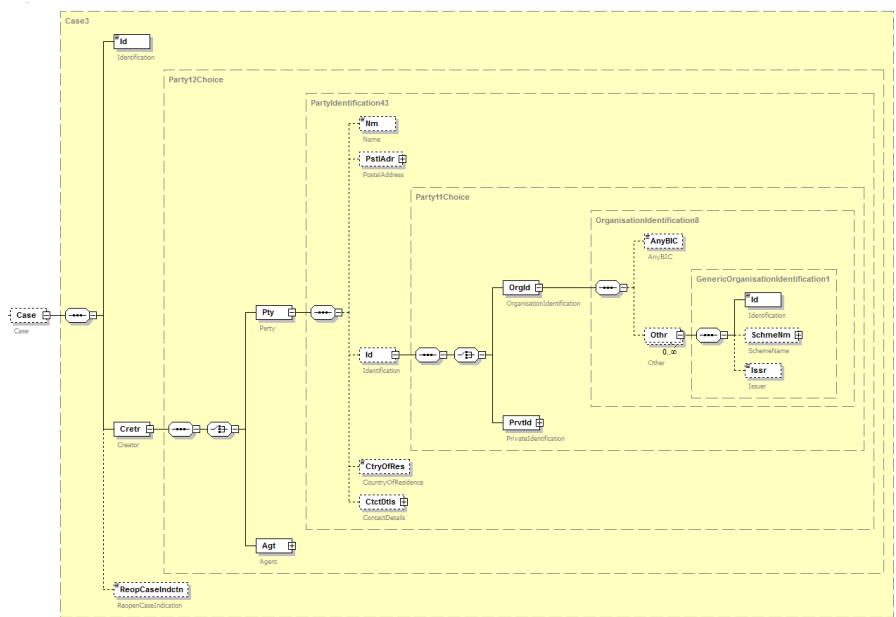 Case3
Id
Identification
Party12Choice
PartyIdentification43
Nm
Name
PstlAdr
PostalAddress
Party11Choice
OrganisationIdentification8
AnyBIC
AnyBIC
GenericOrganisationIdentification1
OrgId
OrganisationIdentification
Id
Identification
Case
Case
Pty
Party
Othr
0..∞
Other
SchmeNm
SchemeName
Id
Identification
Issr
Issuer
Cretr
Creator
PrvtId
PrivateIdentification
CtryOfRes
CountryOfResidence
CtctDtls
ContactDetails
Agt
Agent
ReopCaseIndctn
ReopenCaseIndication